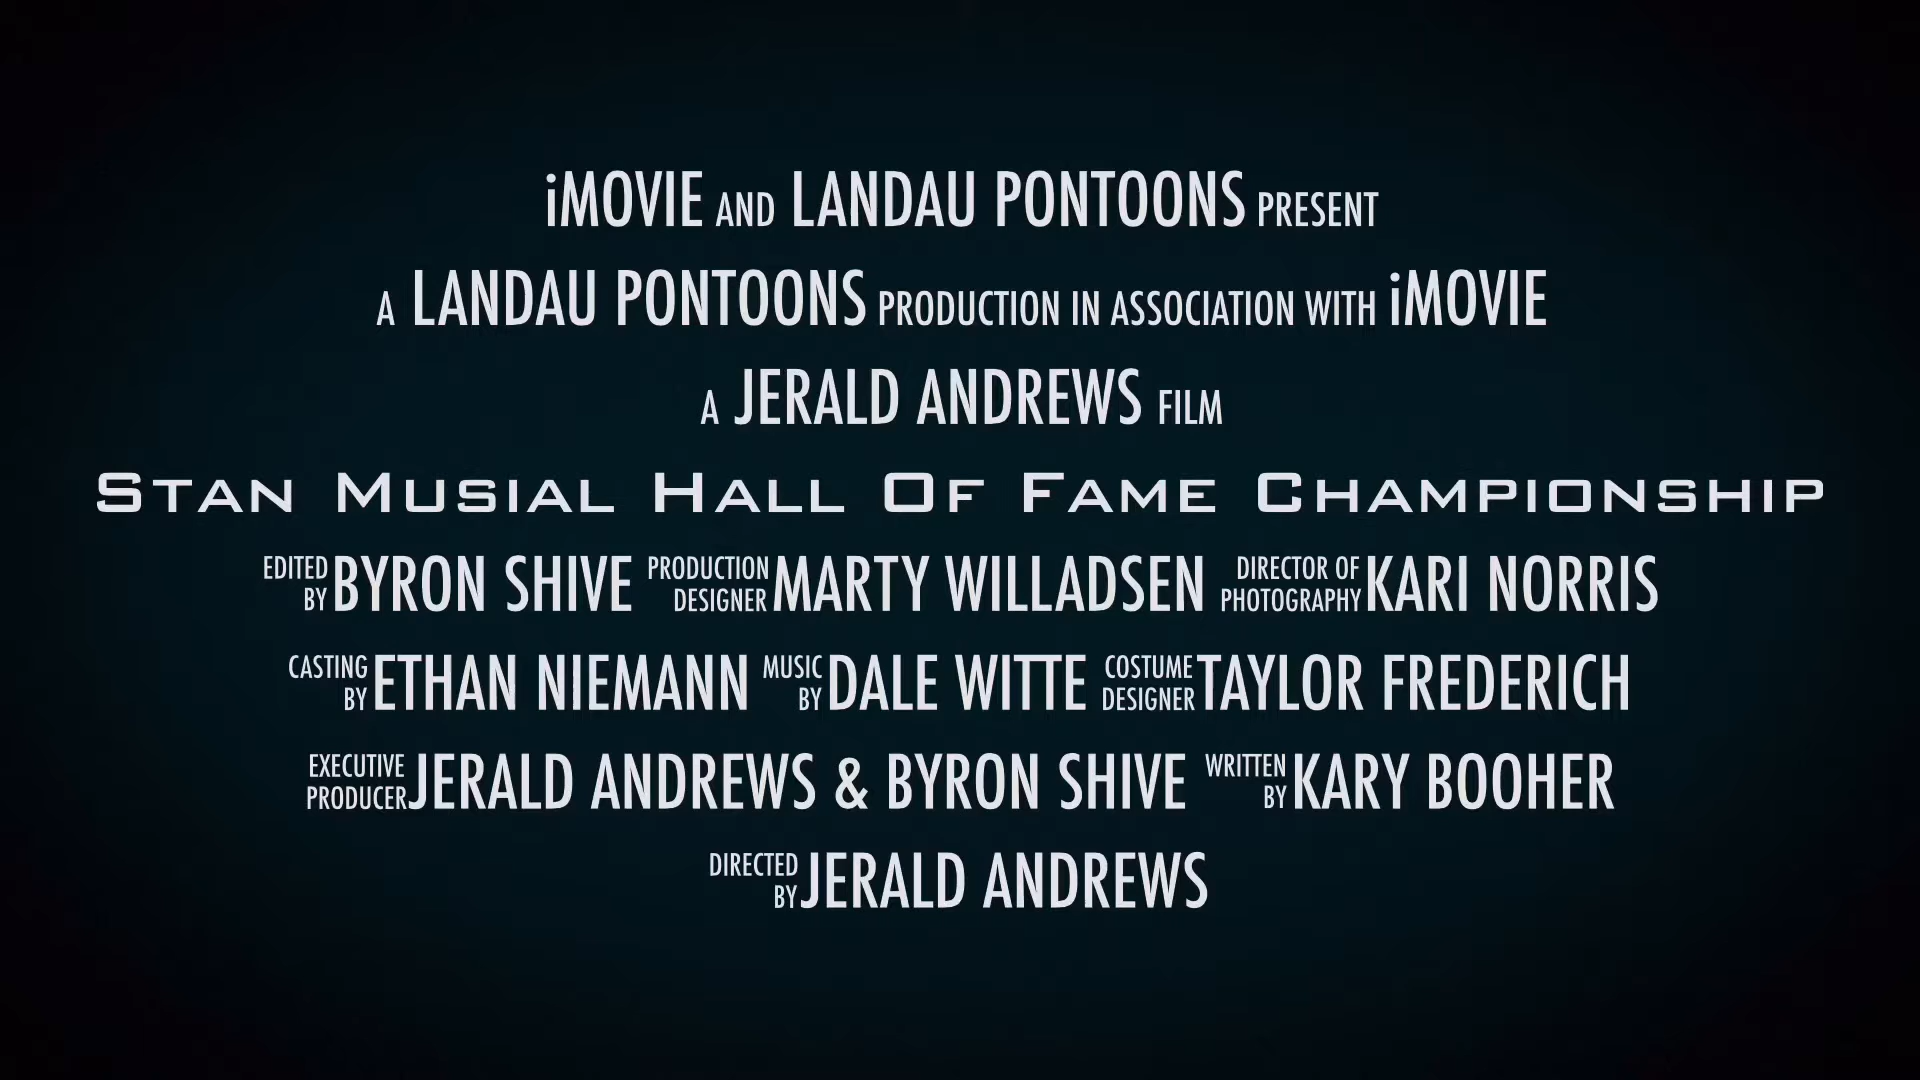 iMOVIE AND LANDAU PONTOONS PRESENT
A LANDAU PONTOONS PRODUCTION IN ASSOCIATION WITH iMOVIE
A JERALD ANDREWS FILM
STAN MUSIAL HALL OF FAME CHAMPIONSHIP
EDITED BY BYRON SHIVE PRODUCTION DESIGNER MARTY WILLADSEN DIRECTOR OF PHOTOGRAPHY KARI NORRIS
CASTING BY ETHAN NIEMANN MUSIC BY DALE WITTE COSTUME DESIGNER TAYLOR FREDERICH
EXECUTIVE PRODUCER JERALD ANDREWS & BYRON SHIVE WRITTEN BY KARY BOOHER
DIRECTED BY JERALD ANDREWS